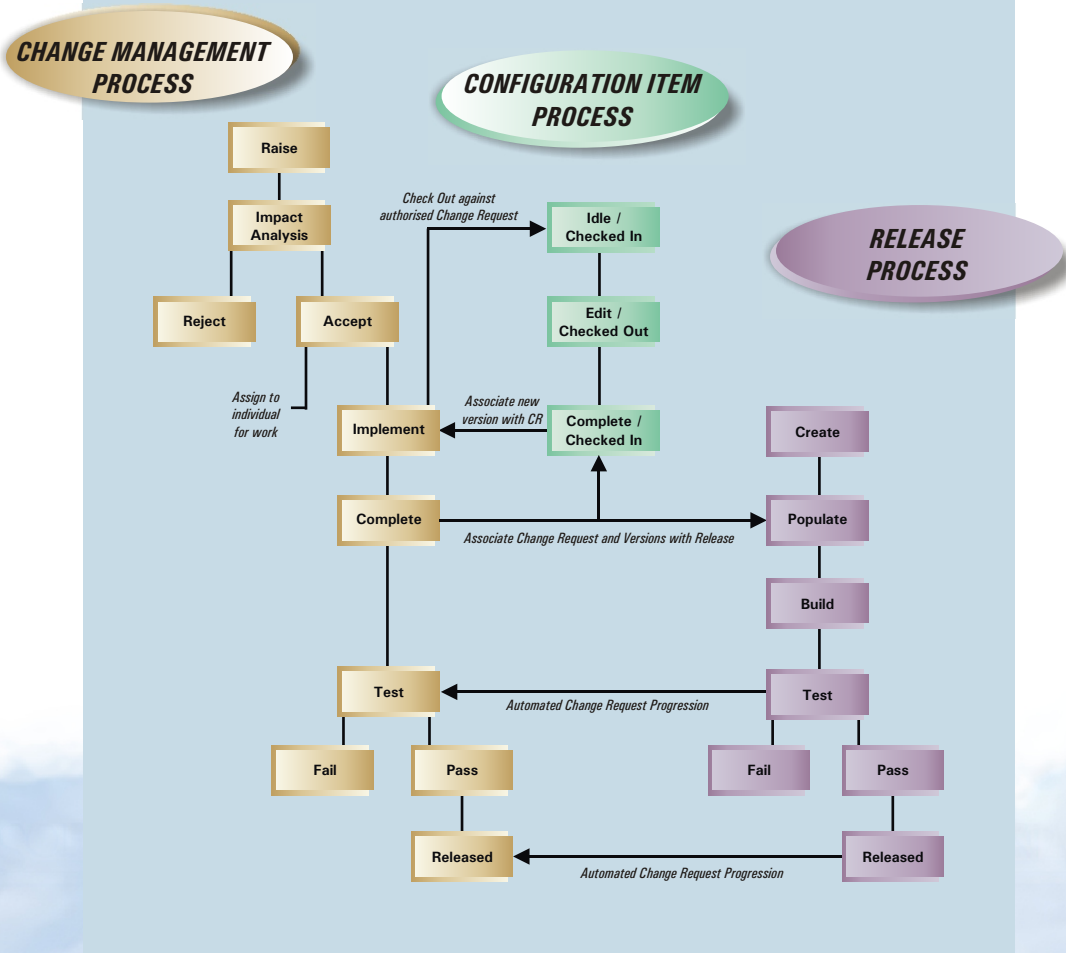 CHANGE MANAGEMENT
PROCESS
CONFIGURATION ITEM
PROCESS
RELEASE
PROCESS
Raise
Impact
Analysis
Reject
Accept
Assign to
individual
for work
Implement
Complete
Test
Fail
Pass
Released
Check Out against
authorised Change Request
Idle /
Checked In
Edit /
Checked Out
Associate new
version with CR
Complete /
Checked In
Associate Change Request and Versions with Release
Create
Populate
Build
Test
Automated Change Request Progression
Fail
Pass
Released
Automated Change Request Progression